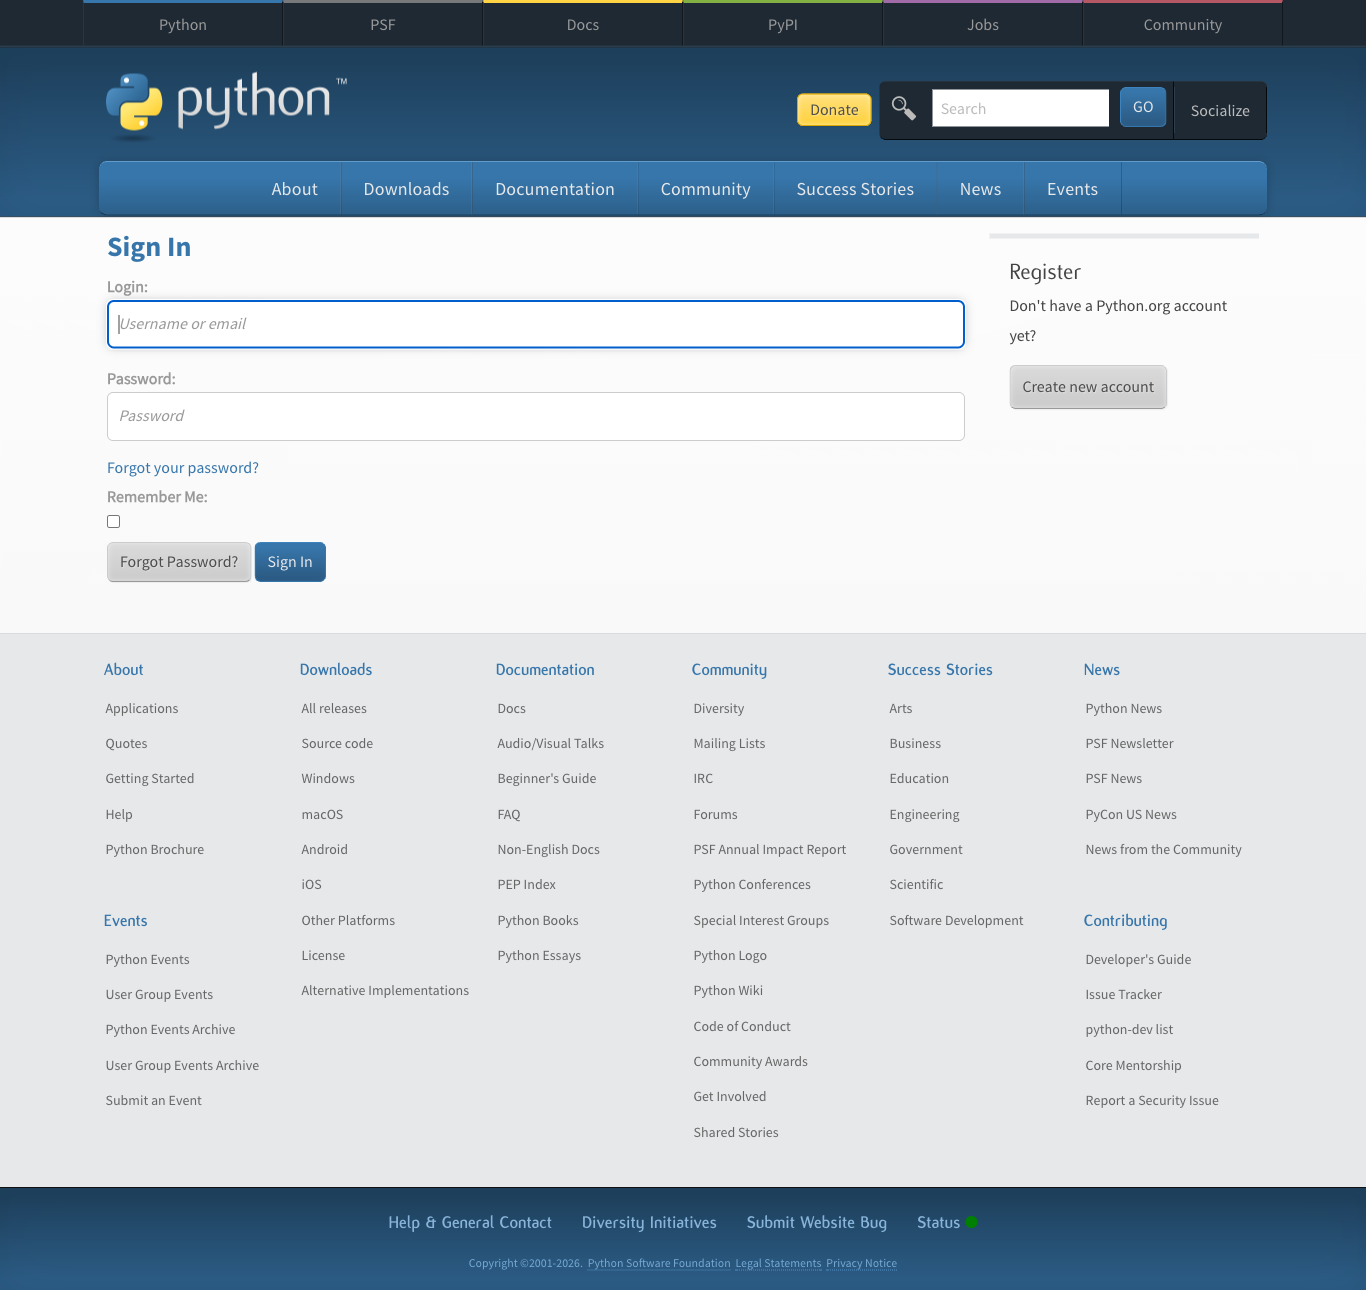 Python
PSF
Docs
PyPI
Jobs
Community
python™
Donate
Search
GO
Socialize
About
Downloads
Documentation
Community
Success Stories
News
Events
Sign In
Login:
Username or email
Password:
Password
Forgot your password?
Remember Me:
Forgot Password?
Sign In
Register
Don't have a Python.org account
yet?
Create new account
About
Applications
Quotes
Getting Started
Help
Python Brochure
Events
Python Events
User Group Events
Python Events Archive
User Group Events Archive
Submit an Event
Downloads
All releases
Source code
Windows
macOS
Android
iOS
Other Platforms
License
Alternative Implementations
Documentation
Docs
Audio/Visual Talks
Beginner's Guide
FAQ
Non-English Docs
PEP Index
Python Books
Python Essays
Community
Diversity
Mailing Lists
IRC
Forums
PSF Annual Impact Report
Python Conferences
Special Interest Groups
Python Logo
Python Wiki
Code of Conduct
Community Awards
Get Involved
Shared Stories
Success Stories
Arts
Business
Education
Engineering
Government
Scientific
Software Development
News
Python News
PSF Newsletter
PSF News
PyCon US News
News from the Community
Contributing
Developer's Guide
Issue Tracker
python-dev list
Core Mentorship
Report a Security Issue
Help & General Contact
Diversity Initiatives
Submit Website Bug
Status
Copyright ©2001-2026. Python Software Foundation Legal Statements Privacy Notice